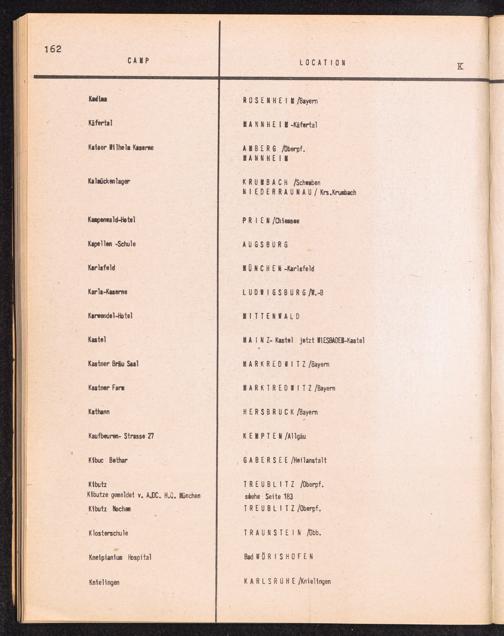 162
CAMP LOCATION K
Kadima ROSENHEIM/Bayern
Käfertal MANNHEIM-Käfertal
Kaiser Wilhelm Kaserne AMBERG /Oberpf.
MANNHEIM
Kalmückenlager KRUMBACH /Schwaben
NIEDERRAUNAU/ Krs.Krumbach
Kampenwald-Hotel PRIEN/Chiemsee
Kapellen -Schule AUGSBURG
Karlsfeld MÜNCHEN-Karlsfeld
Karls-Kaserne LUDWIGSBURG/W.-B
Karwendel-Hotel MITTENWALD
Kastel MAINZ- Kastel jetzt WIESBADEN-Kastel
Kastner Bräu Saal MARKREDWITZ/Bayern
Kastner Farm MARKTREDWITZ/Bayern
Kathann HERSBRUCK/Bayern
Kaufbeuren- Strasse 27 KEMPTEN/Allgäu
Kibuc Bethar GABERSEE/Heilanstalt
Kibutz TREUBLITZ /Oberpf.
Kibutze gemeldet v. AJDC. H.Q. München siehe Seite 183
Kibutz Nochem TREUBLITZ/Oberpf.
Klosterschule TRAUNSTEIN /Obb.
Kneipianium Hospital Bad WÖRISHOFEN
Knielingen KARLSRUHE/Knielingen